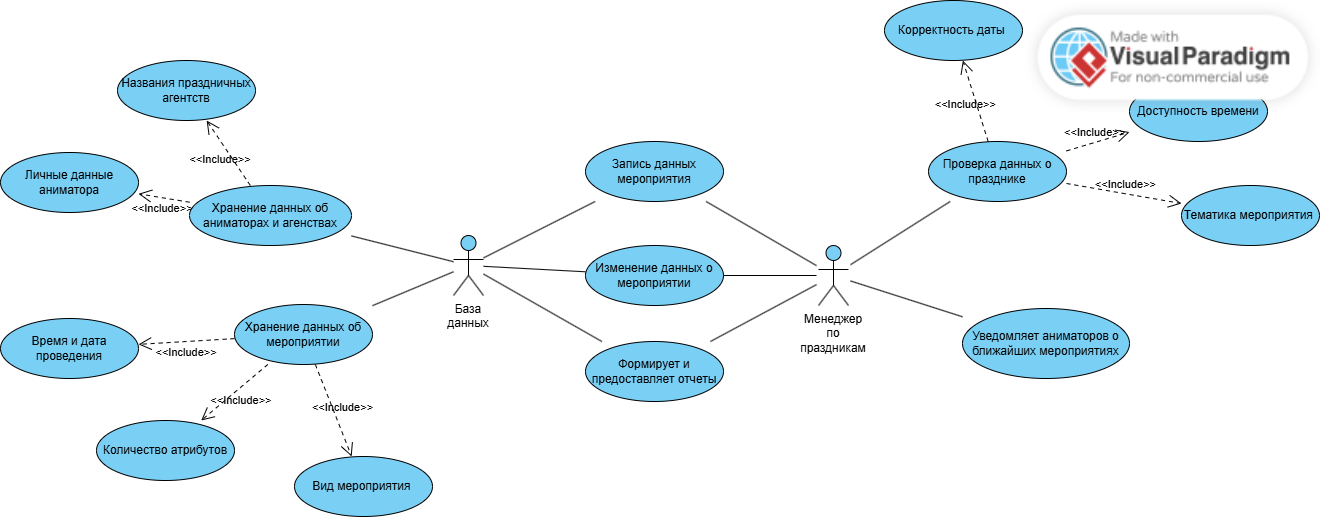 Корректность даты
Made with
Visual Paradigm
For non-commercial use
Названия праздничных
агентств
<<Include>>
Доступность времени
<<Include>>
<<Include>>
Личные данные
аниматора
<<Include>>
Хранение данных об
аниматорах и агенствах
Запись данных
мероприятия
Проверка данных о
празднике
<<Include>>
Тематика мероприятия
База
данных
Изменение данных о
мероприятии
Менеджер
по
праздникам
Время и дата
проведения
<<Include>>
Хранение данных об
мероприятии
Уведомляет аниматоров о
ближайших мероприятиях
Формирует и
предоставляет отчеты
<<Include>>
<<Include>>
Количество атрибутов
Вид мероприятия